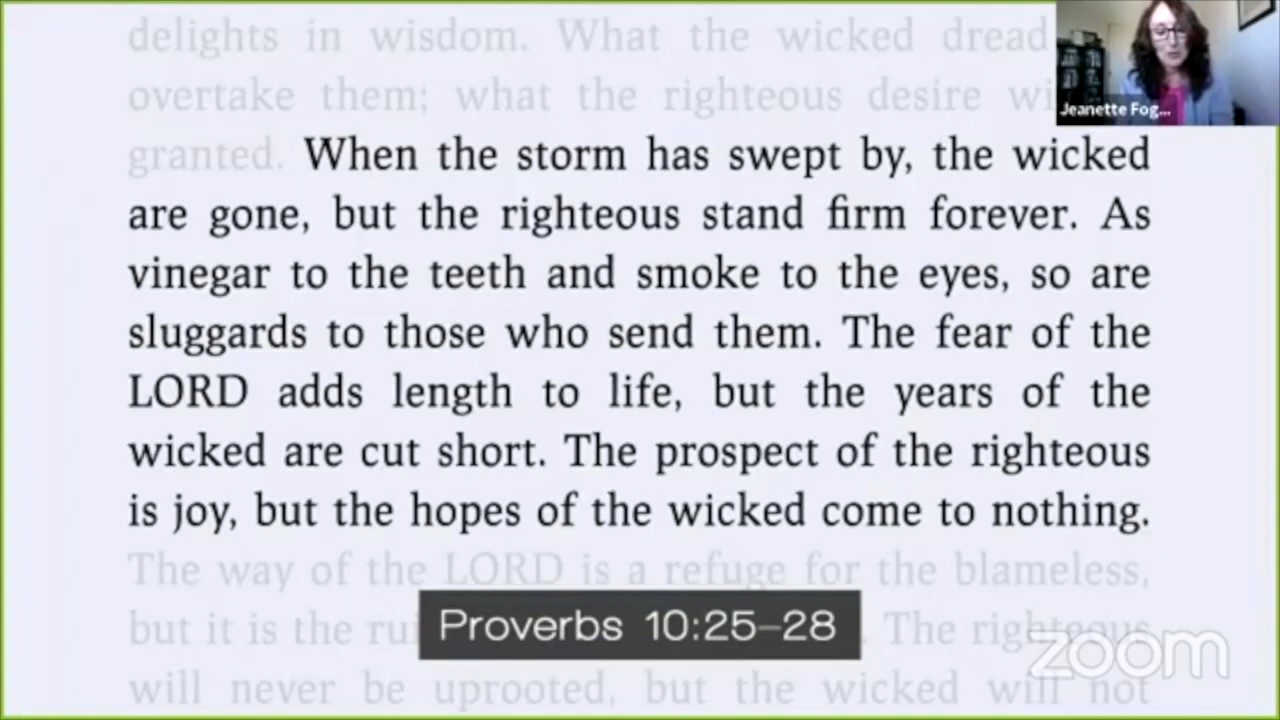 delights in wisdom. What the wicked dread
overtake them; what the righteous desire
granted. When the storm has swept by, the wicked
are gone, but the righteous stand firm forever. As
vinegar to the teeth and smoke to the eyes, so are
sluggards to those who send them. The fear of the
LORD adds length to life, but the years of the
wicked are cut short. The prospect of the righteous
is joy, but the hopes of the wicked come to nothing.
The way of the LORD is a refuge for the blameless,
but it is the . The righteous
will never be uprooted, but the wicked will not
Proverbs 10:25–28
Jeanette Fog...
zoom